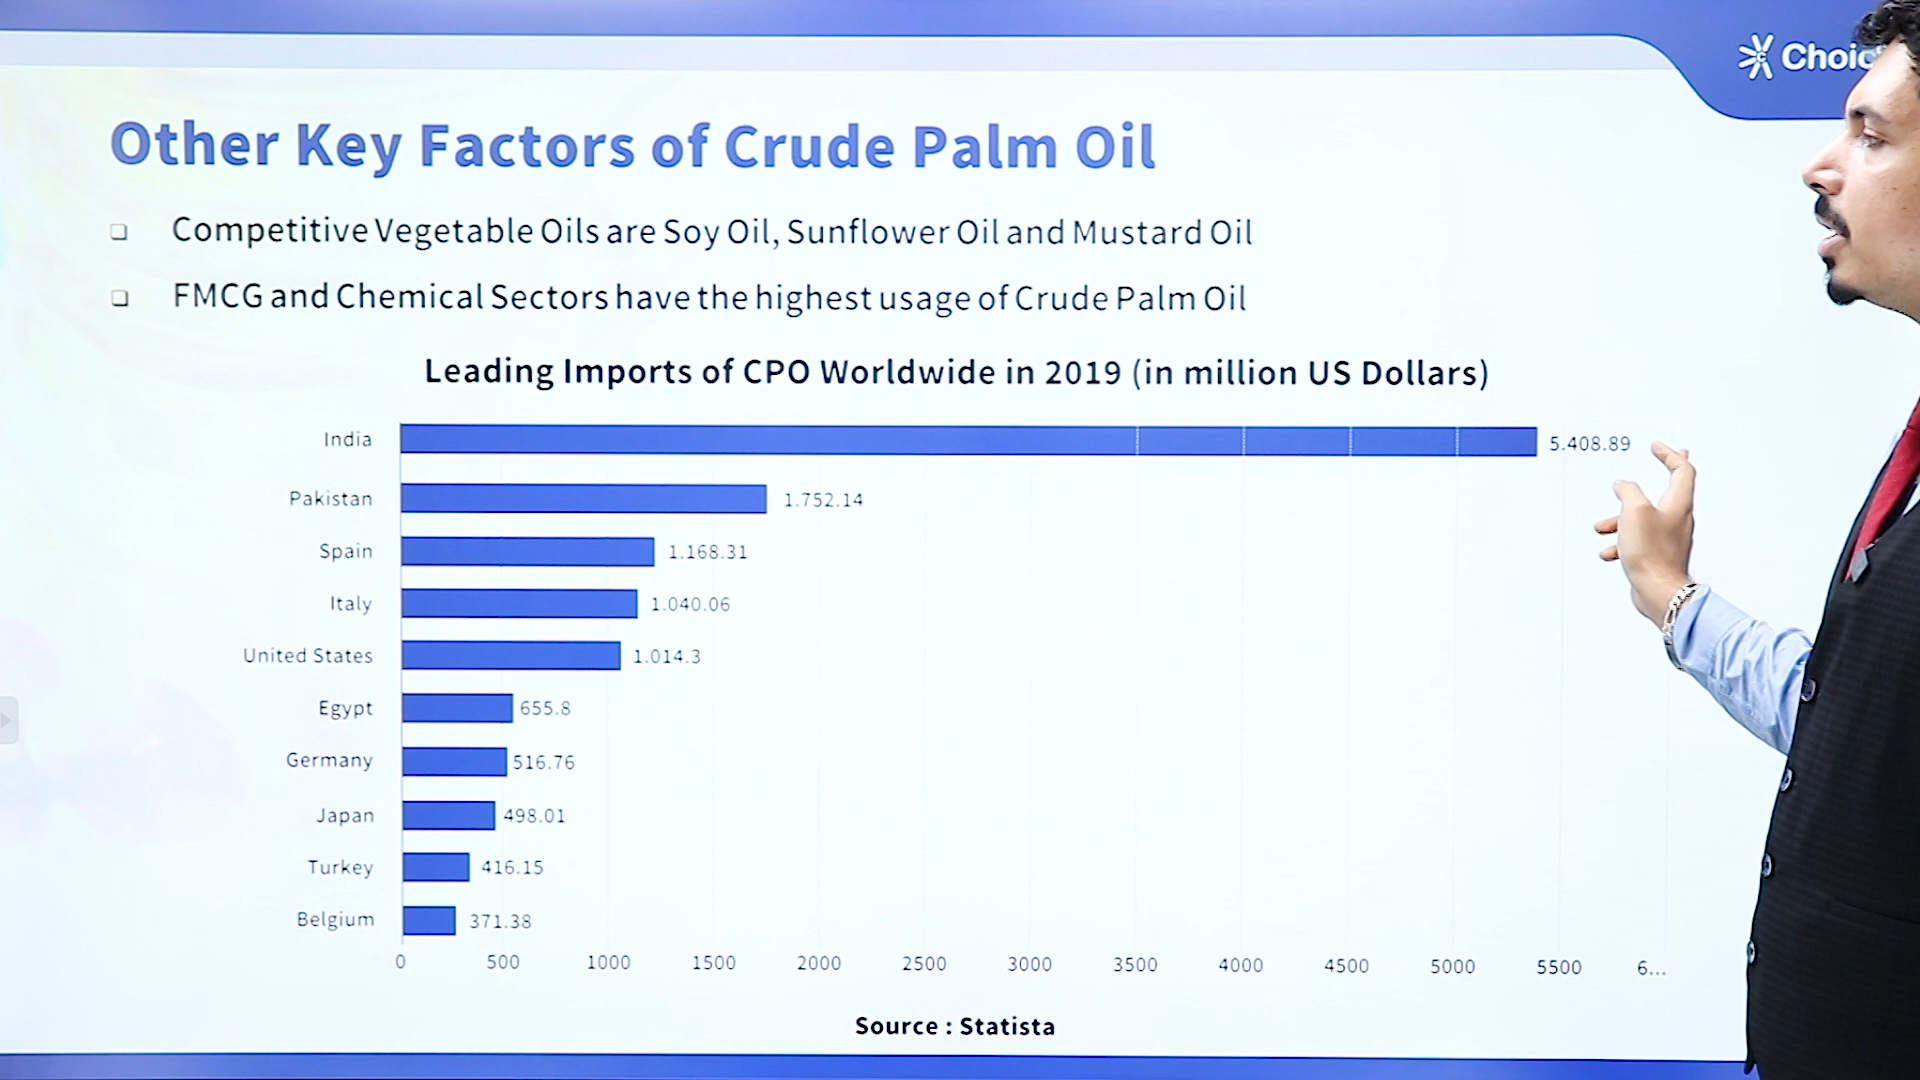 Other Key Factors of Crude Palm Oil
❑ Competitive Vegetable Oils are Soy Oil, Sunflower Oil and Mustard Oil
❑ FMCG and Chemical Sectors have the highest usage of Crude Palm Oil
Leading Imports of CPO Worldwide in 2019 (in million US Dollars)
India 5.408.89
Pakistan 1.752.14
Spain 1.168.31
Italy 1.040.06
United States 1.014.3
Egypt 655.8
Germany 516.76
Japan 498.01
Turkey 416.15
Belgium 371.38
0 500 1000 1500 2000 2500 3000 3500 4000 4500 5000 5500 6...
Source : Statista